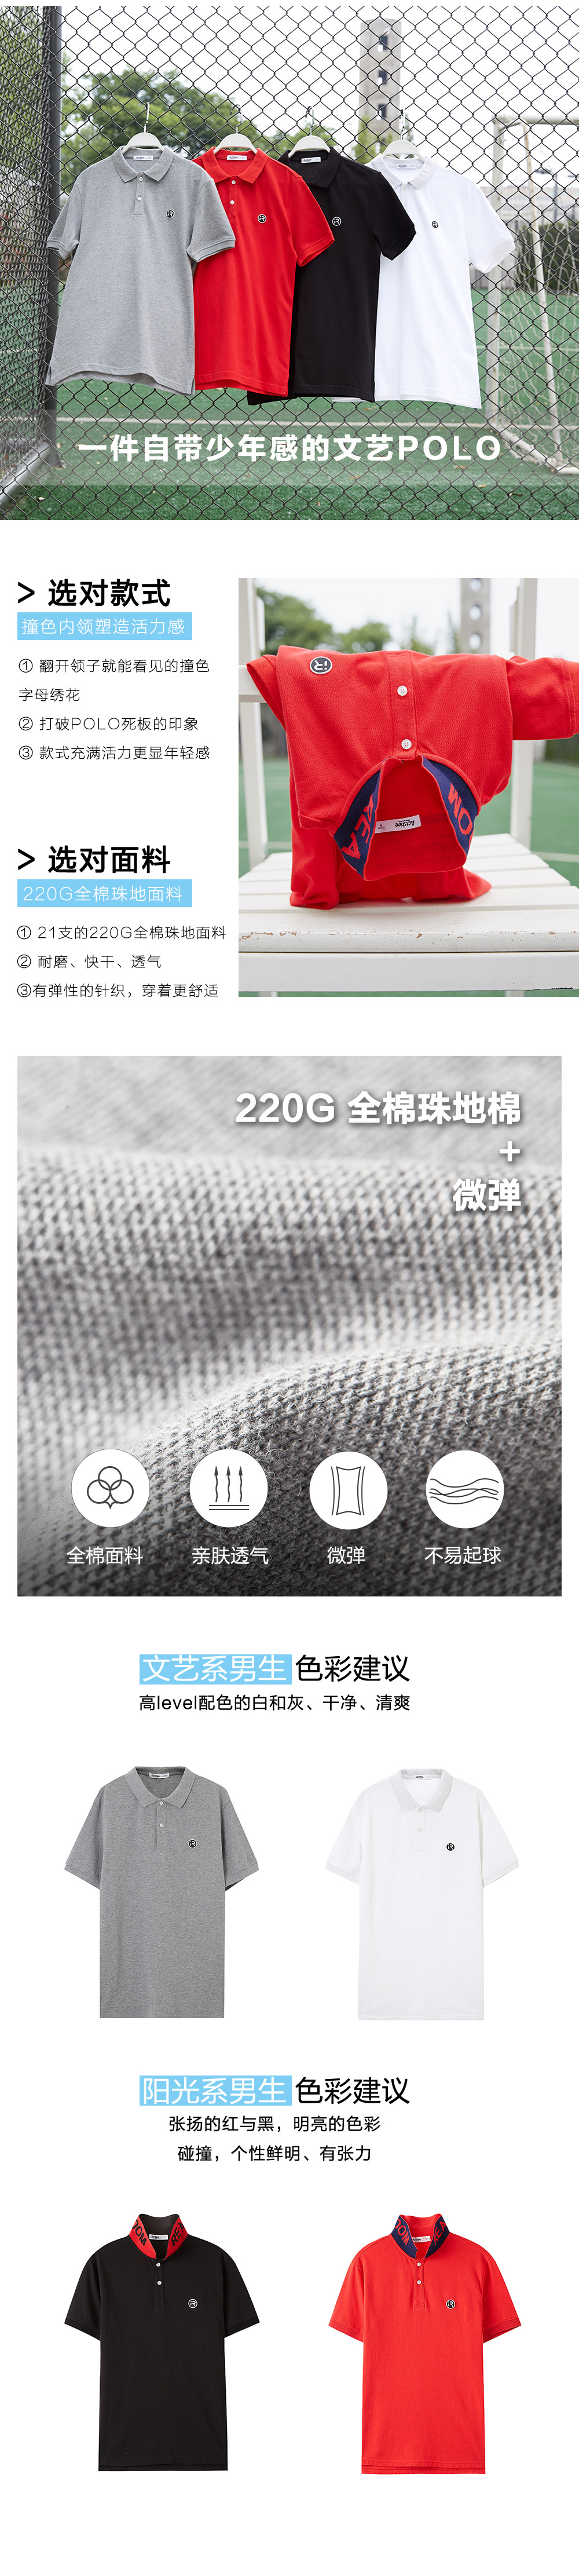 一件自带少年感的文艺POLO
> 选对款式
撞色内领塑造活力感
① 翻开领子就能看见的撞色
字母绣花
② 打破POLO死板的印象
③ 款式充满活力更显年轻感
> 选对面料
220G全棉珠地面料
① 21支的220G全棉珠地面料
② 耐磨、快干、透气
③有弹性的针织，穿着更舒适
220G 全棉珠地棉
+
微弹
全棉面料
亲肤透气
微弹
不易起球
文艺系男生 色彩建议
高level配色的白和灰、干净、清爽
阳光系男生 色彩建议
张扬的红与黑，明亮的色彩
碰撞，个性鲜明、有张力